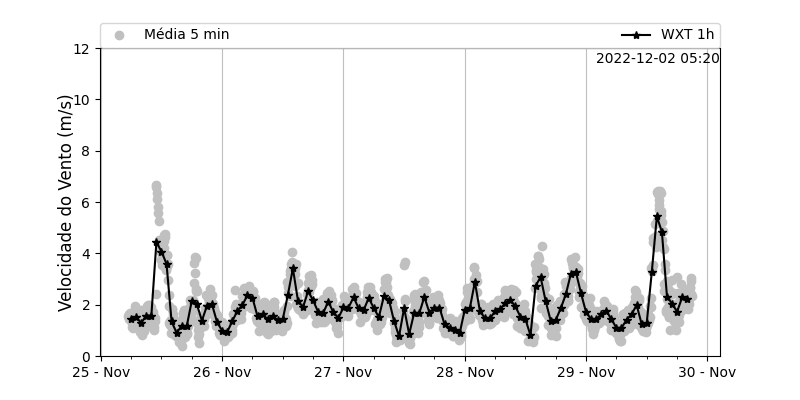 Média 5 min WXT 1h
2022-12-02 05:20
Velocidade do Vento (m/s)
12
10
8
6
4
2
0
25 - Nov 26 - Nov 27 - Nov 28 - Nov 29 - Nov 30 - Nov